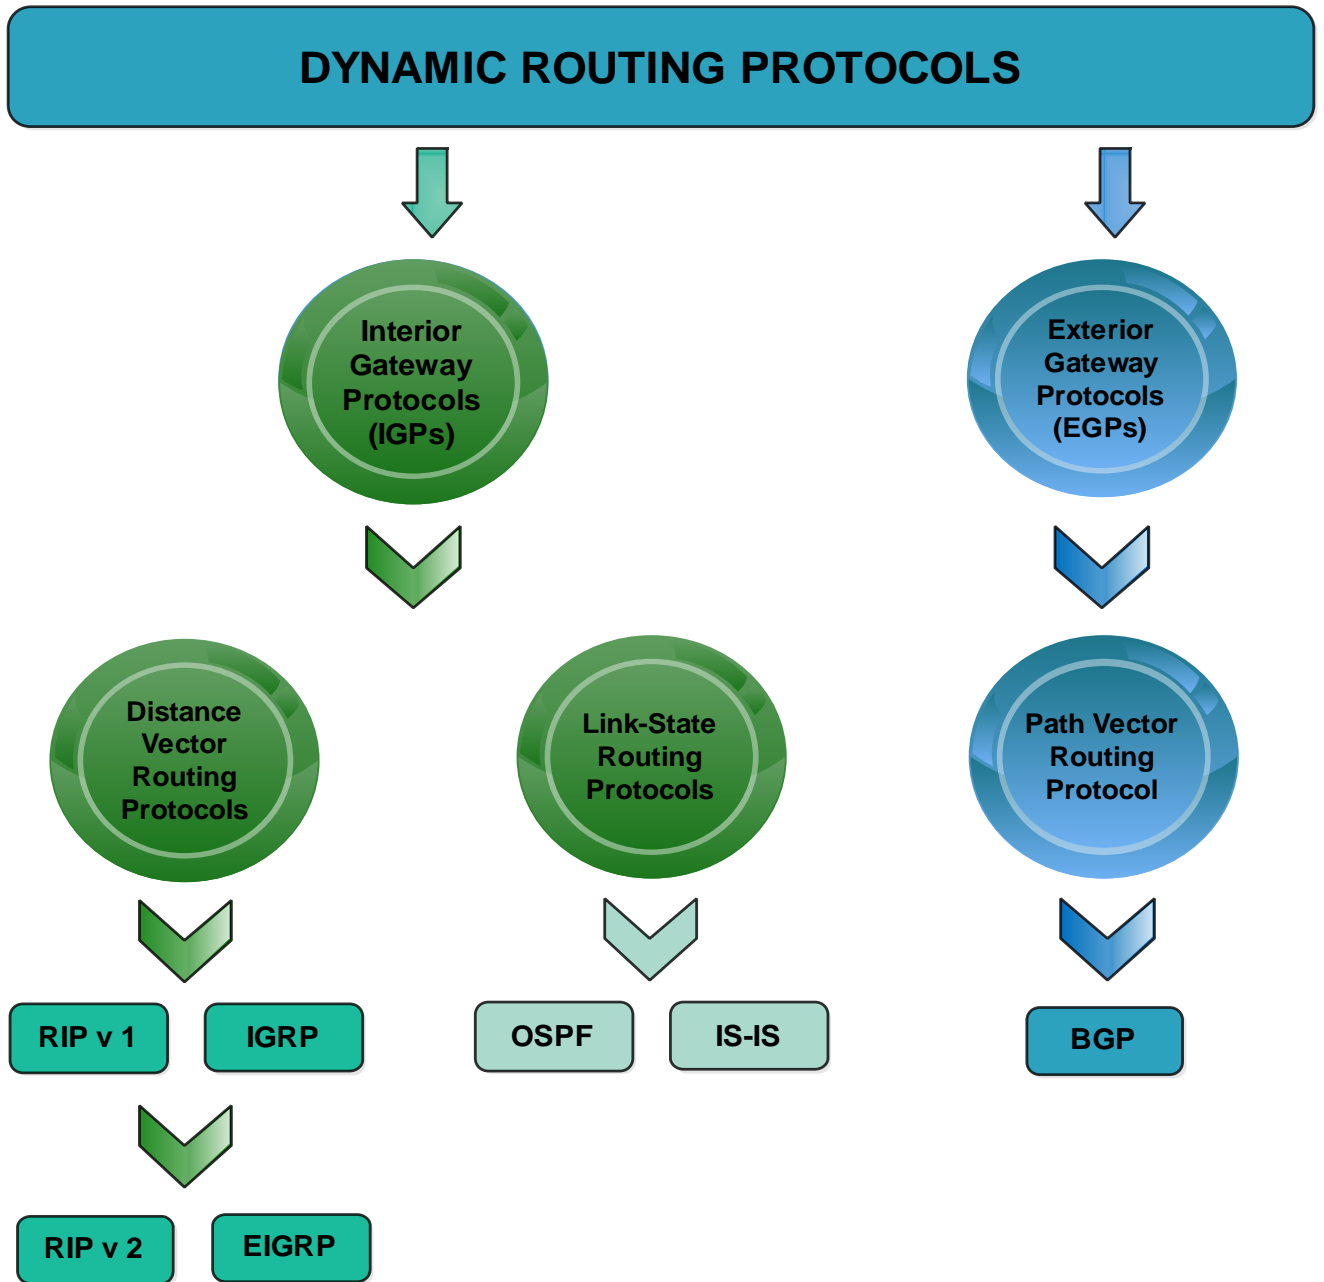 DYNAMIC ROUTING PROTOCOLS
Interior
Gateway
Protocols
(IGPs)
Exterior
Gateway
Protocols
(EGPs)
Distance
Vector
Routing
Protocols
Link-State
Routing
Protocols
Path Vector
Routing
Protocol
RIP v 1
IGRP
OSPF
IS-IS
BGP
RIP v 2
EIGRP